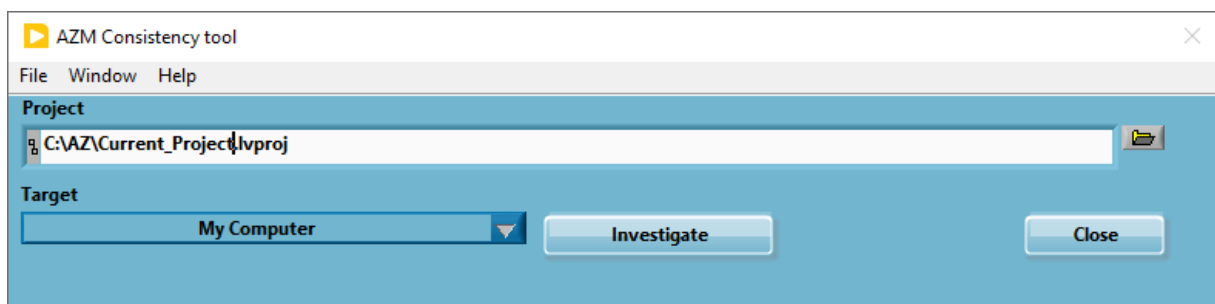 AZM Consistency tool
File Window Help
Project
C:\AZ\Current_Project.lvproj
Target
My Computer Investigate Close